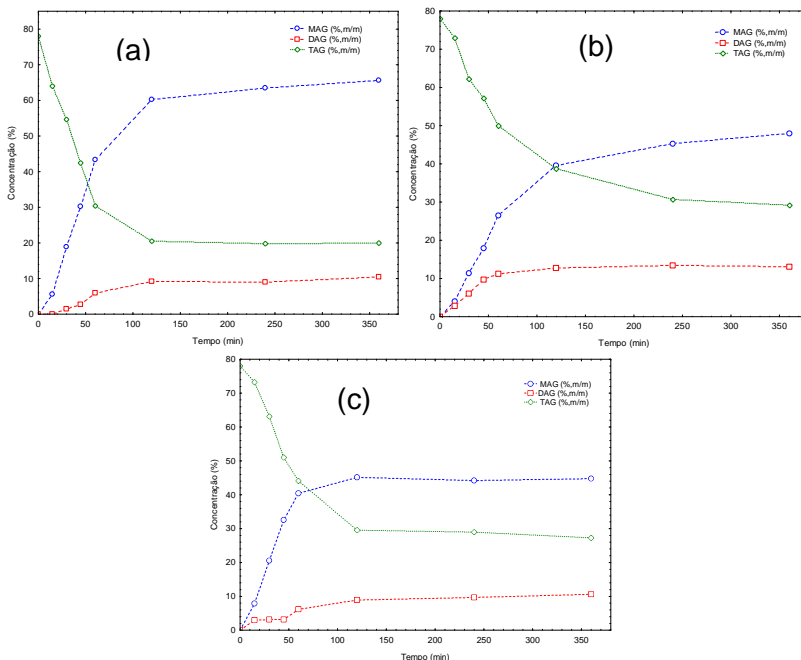 (a)
MAG (%,m/m)
DAG (%,m/m)
TAG (%,m/m)
Concentração (%)
80
70
60
50
40
30
20
10
0
0 50 100 150 200 250 300 350
Tempo (min)
(b)
MAG (%,m/m)
DAG (%,m/m)
TAG (%,m/m)
Concentração (%)
80
70
60
50
40
30
20
10
0
0 50 100 150 200 250 300 350
Tempo (min)
(c)
MAG (%,m/m)
DAG (%,m/m)
TAG (%,m/m)
Concentração (%)
80
70
60
50
40
30
20
10
0
0 50 100 150 200 250 300 350
Tempo (min)